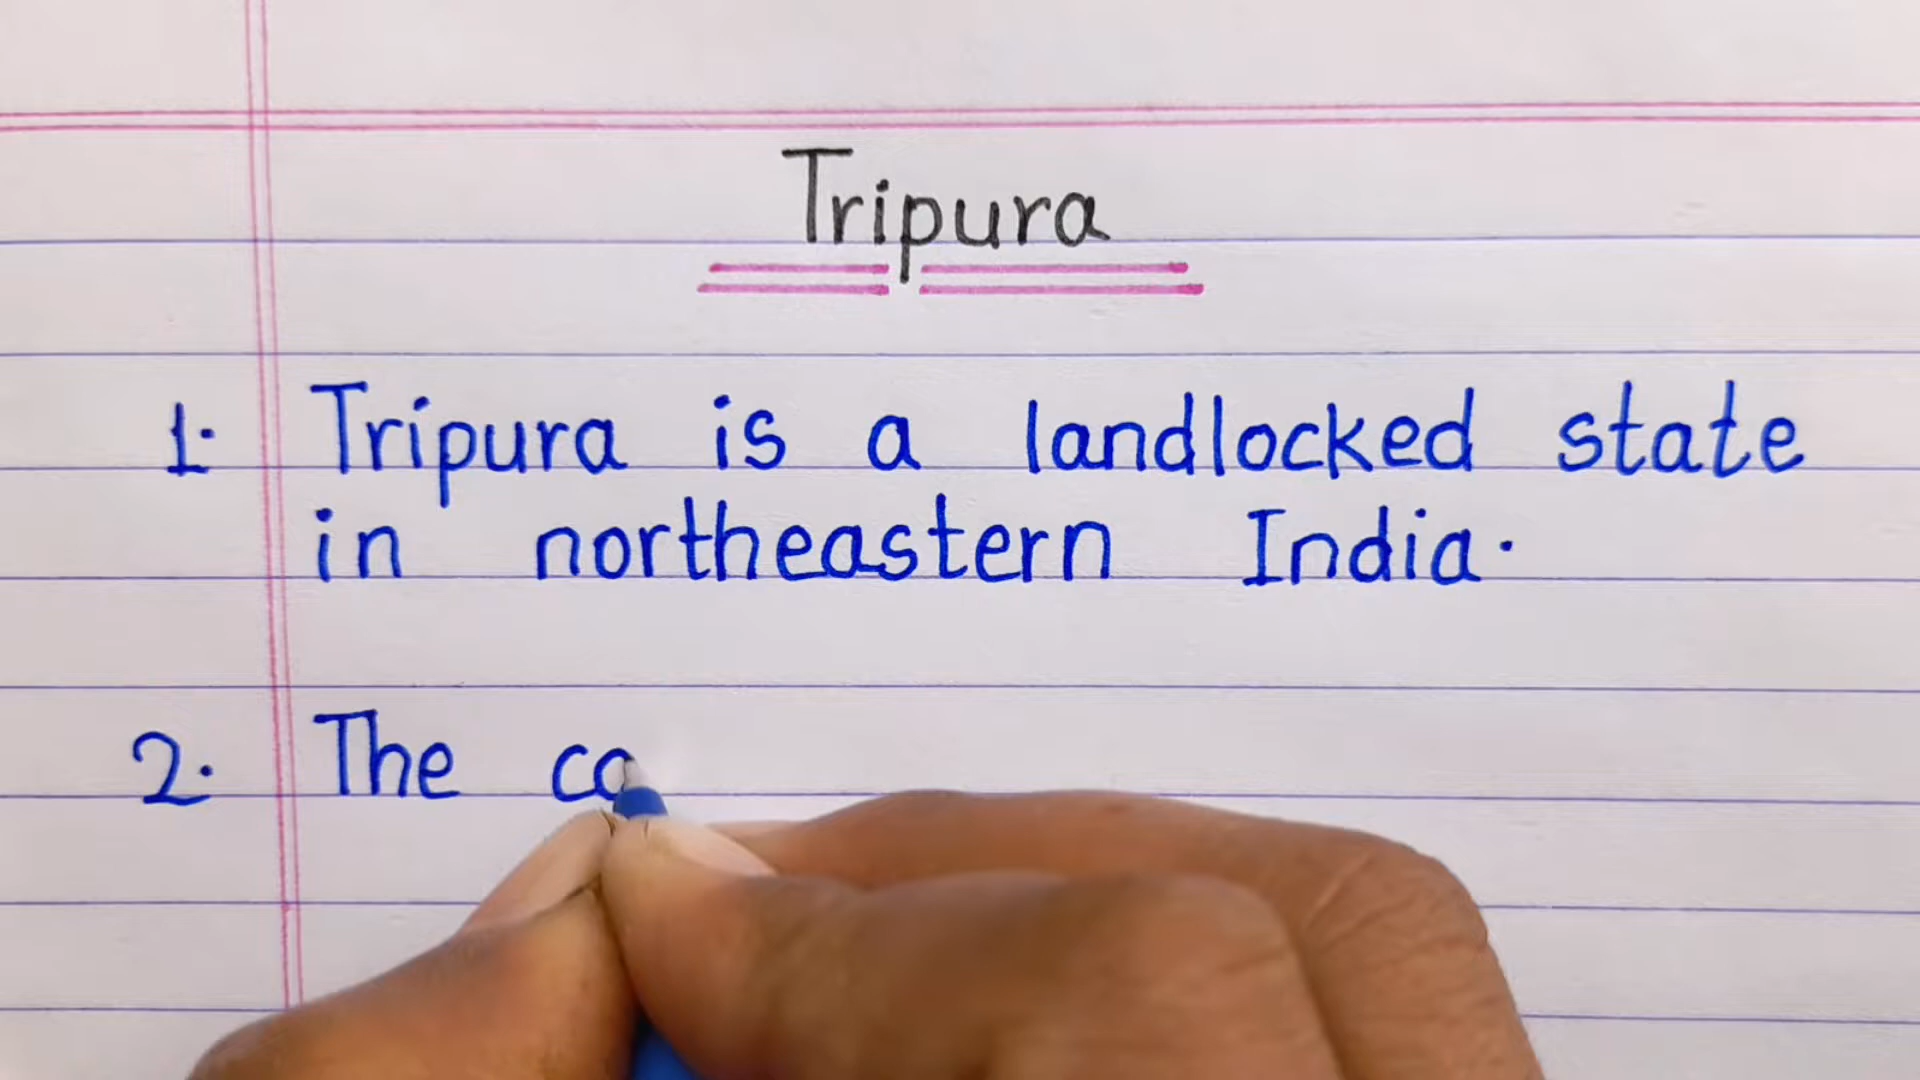 Tripura
1. Tripura is a landlocked state
in northeastern India.
2. The